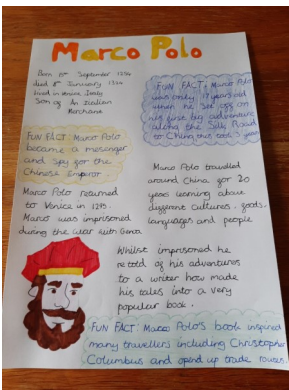 Marco Polo
Born 15th September 1254
died 8th January 1324
lived in Venice Italy
Son of An italian
Merchant
FUN FACT: Marco Polo
was only 17 years old
when he set off on
his first big adventure
along the Silk Road
to China this took 3 years
FUN FACT: Marco Polo
became a messenger
and spy for the
Chinese Emperor.
Marco Polo travelled
around China for 20
years learning about
different cultures, goods,
languages and people
Marco Polo returned
to Venice in 1295.
Marco was imprisoned
during the war with Genoa
Whilst imprisoned he
retold of his adventures
to a writer how made
his tales into a very
popular book.
FUN FACT: Marco Polo's book inspired
many travellers including Christopher
Columbus and opend up trade routes